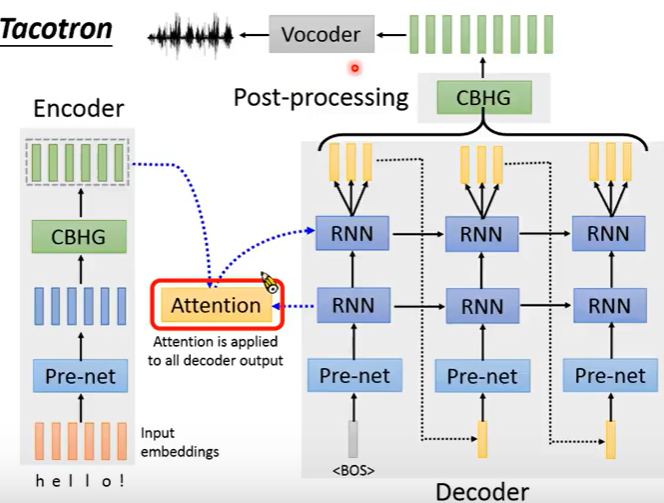 Tacotron
Vocoder
Post-processing
CBHG
Encoder
CBHG
Pre-net
Input
embeddings
h e l l o !
Attention
Attention is applied
to all decoder output
RNN
RNN
RNN
RNN
RNN
RNN
Pre-net
Pre-net
Pre-net
<BOS>
Decoder